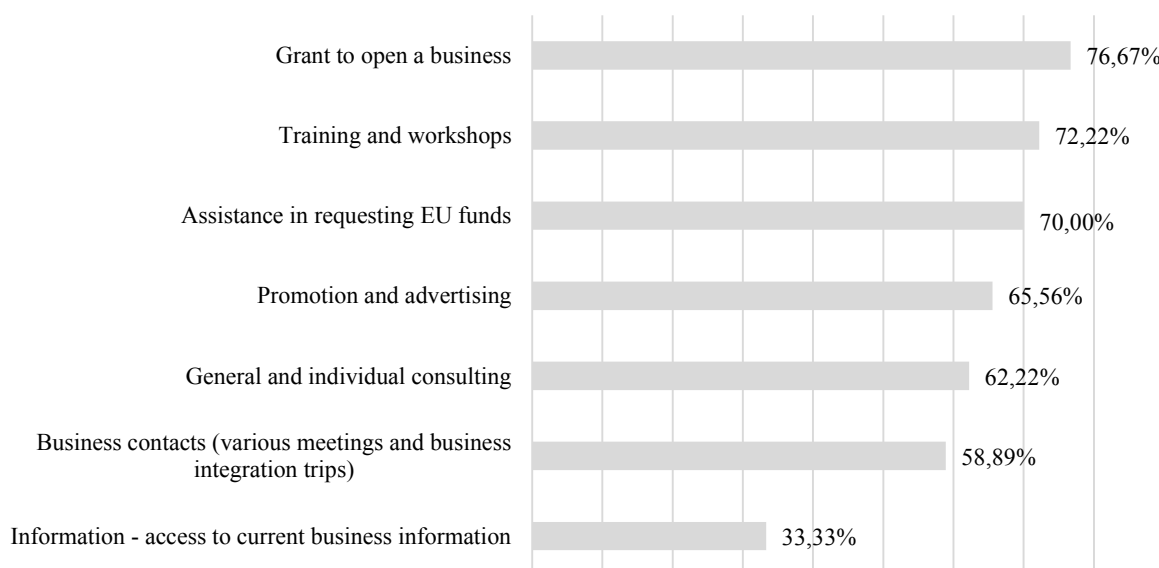 Grant to open a business 76,67%
Training and workshops 72,22%
Assistance in requesting EU funds 70,00%
Promotion and advertising 65,56%
General and individual consulting 62,22%
Business contacts (various meetings and business
integration trips) 58,89%
Information - access to current business information 33,33%